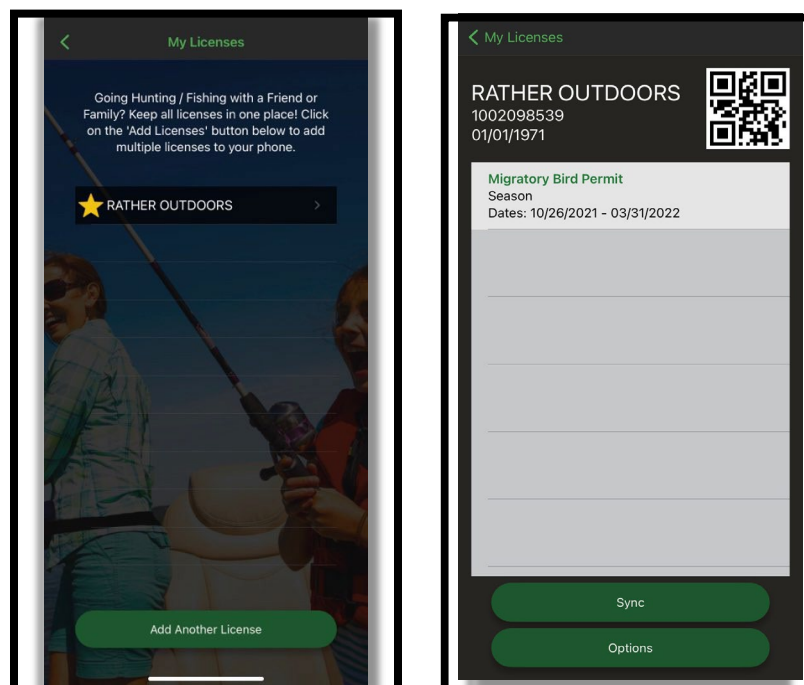 My Licenses
Going Hunting / Fishing with a Friend or
Family? Keep all licenses in one place! Click
on the 'Add Licenses' button below to add
multiple licenses to your phone.
RATHER OUTDOORS
Add Another License
My Licenses
RATHER OUTDOORS
1002098539
01/01/1971
Migratory Bird Permit
Season
Dates: 10/26/2021 - 03/31/2022
Sync
Options